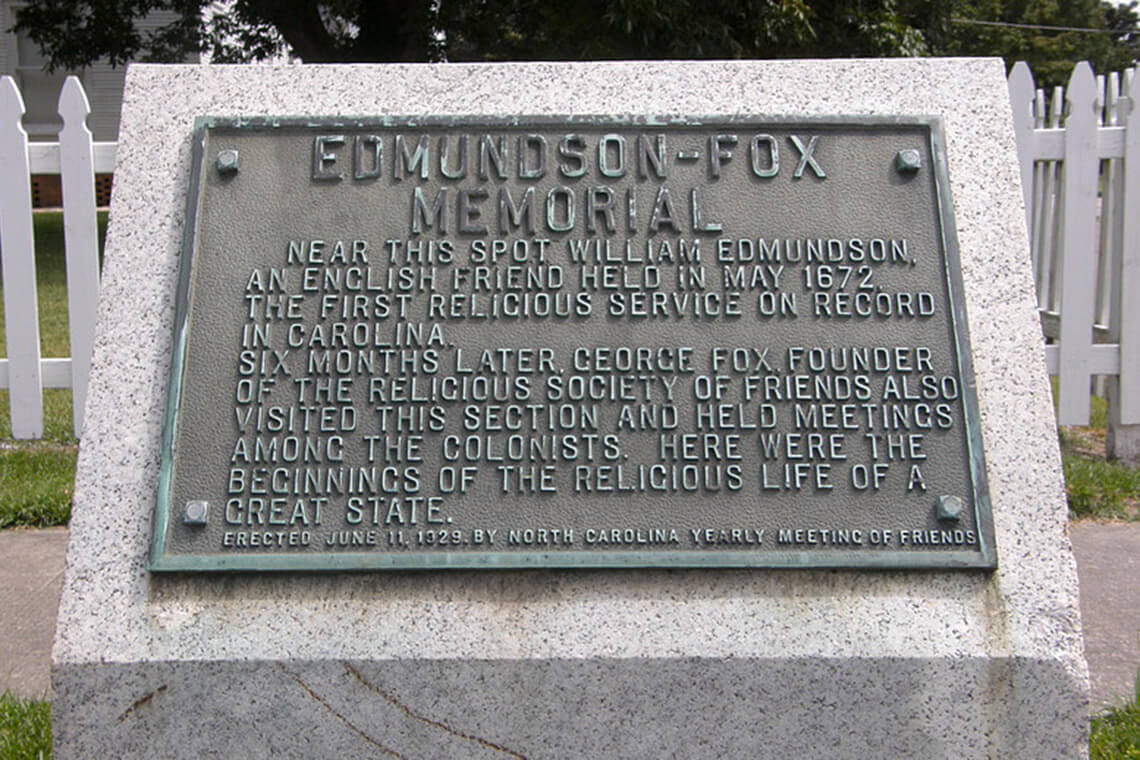 EDMUNDSON-FOX
MEMORIAL
NEAR THIS SPOT WILLIAM EDMUNDSON,
AN ENGLISH FRIEND HELD IN MAY 1672,
THE FIRST RELIGIOUS SERVICE ON RECORD
IN CAROLINA.
SIX MONTHS LATER, GEORGE FOX, FOUNDER
OF THE RELIGIOUS SOCIETY OF FRIENDS ALSO
VISITED THIS SECTION AND HELD MEETINGS
AMONG THE COLONISTS. HERE WERE THE
BEGINNINGS OF THE RELIGIOUS LIFE OF A
GREAT STATE.
ERECTED JUNE 11, 1929, BY NORTH CAROLINA YEARLY MEETING OF FRIENDS